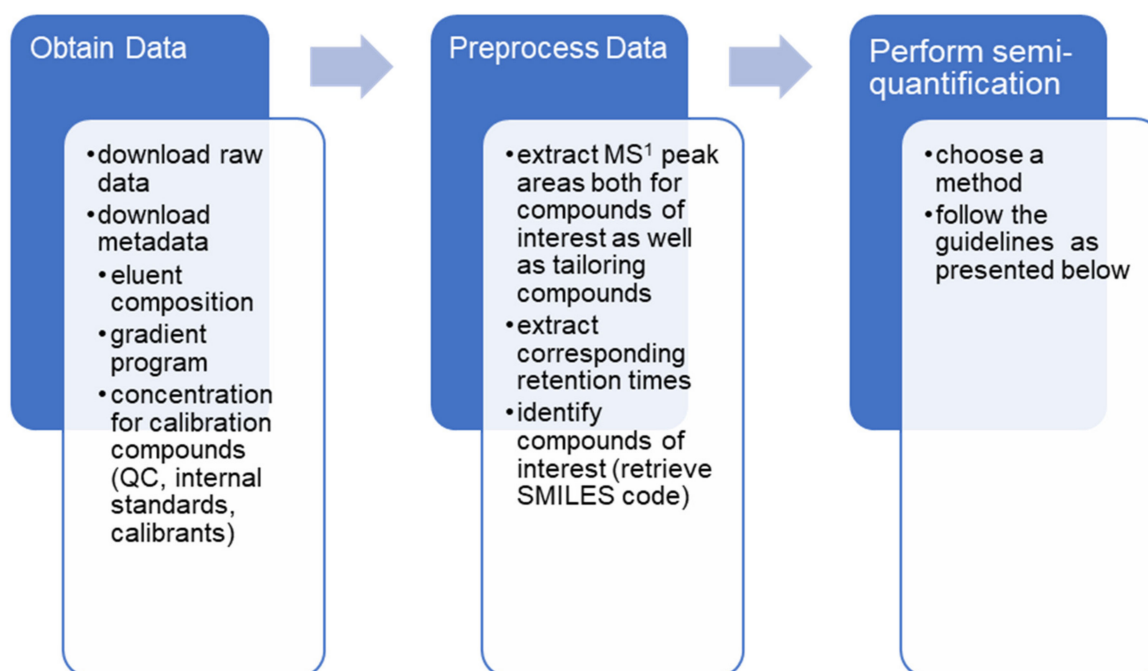 Obtain Data
•download raw
data
•download
metadata
•eluent
composition
•gradient
program
•concentration
for calibration
compounds
(QC, internal
standards,
calibrants)
Preprocess Data
•extract MS¹ peak
areas both for
compounds of
interest as well
as tailoring
compounds
•extract
corresponding
retention times
•identify
compounds of
interest (retrieve
SMILES code)
Perform semi-
quantification
•choose a
method
•follow the
guidelines as
presented below